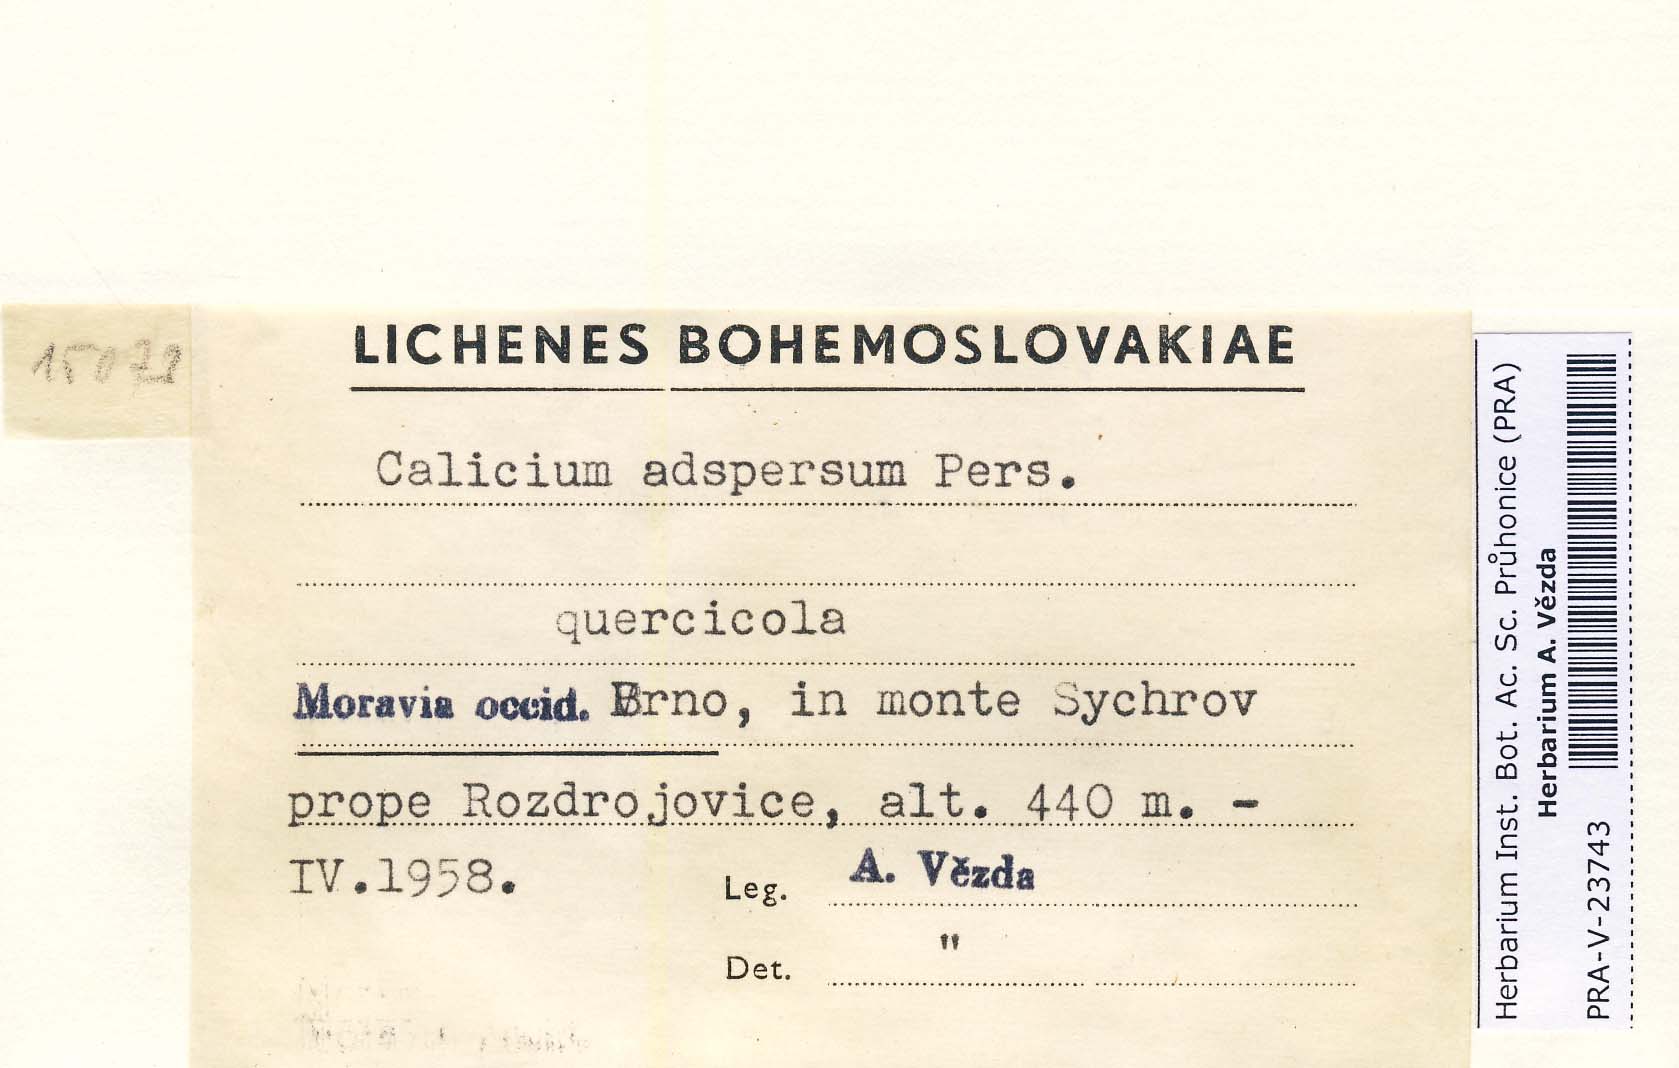 LICHENES BOHEMOSLOVAKIAE
Calicium adspersum Pers.
quercicola
Moravia occid. Brno, in monte Sychrov
prope Rozdrojovice, alt. 440 m. -
IV.1958.
Leg. A. Vězda
Det. "
Herbarium Inst. Bot. Ac. Sc. Průhonice (PRA)
Herbarium A. Vězda
PRA-V-23743